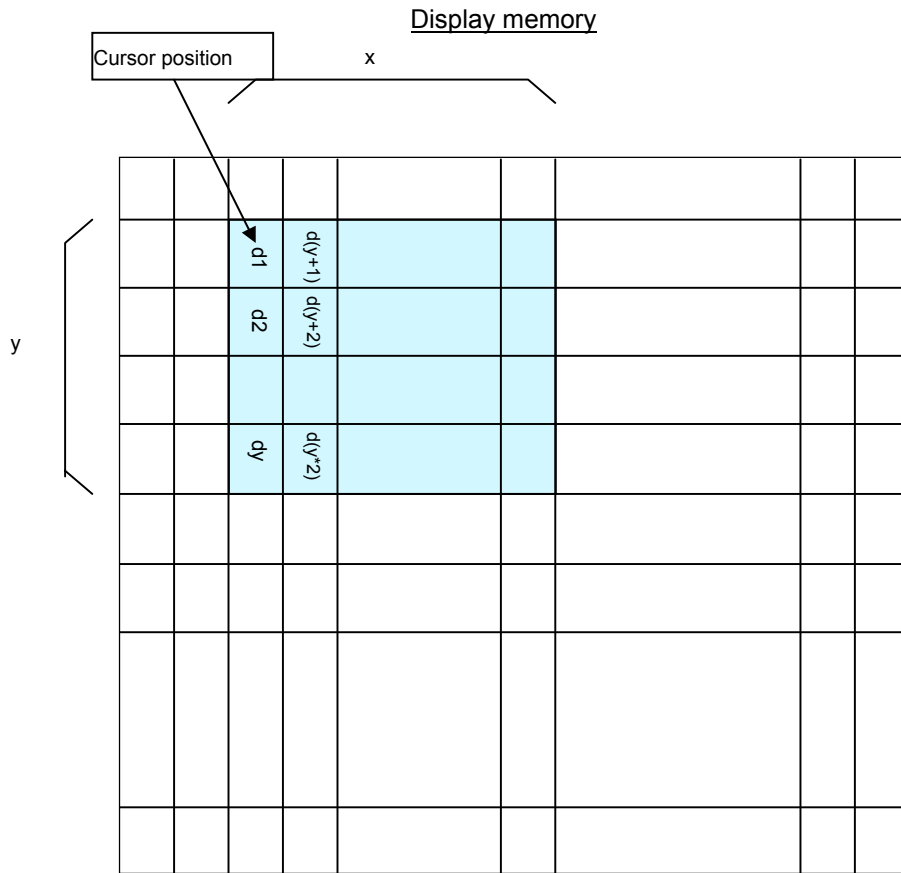 Display memory
Cursor position
x
y
d1
d(y+1)
d2
d(y+2)
dy
d(y*2)